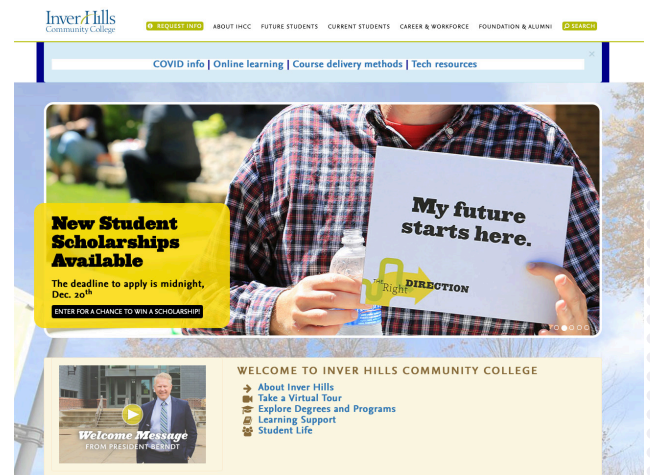 Inver Hills
Community College
REQUEST INFO
ABOUT IHCC
FUTURE STUDENTS
CURRENT STUDENTS
CAREER & WORKFORCE
FOUNDATION & ALUMNI
SEARCH
COVID info | Online learning | Course delivery methods | Tech resources
My future
starts here.
THE
Right DIRECTION
New Student
Scholarships
Available
The deadline to apply is midnight,
Dec. 20th
ENTER FOR A CHANCE TO WIN A SCHOLARSHIP!
Welcome Message
FROM PRESIDENT BERNDT
WELCOME TO INVER HILLS COMMUNITY COLLEGE
About Inver Hills
Take a Virtual Tour
Explore Degrees and Programs
Learning Support
Student Life